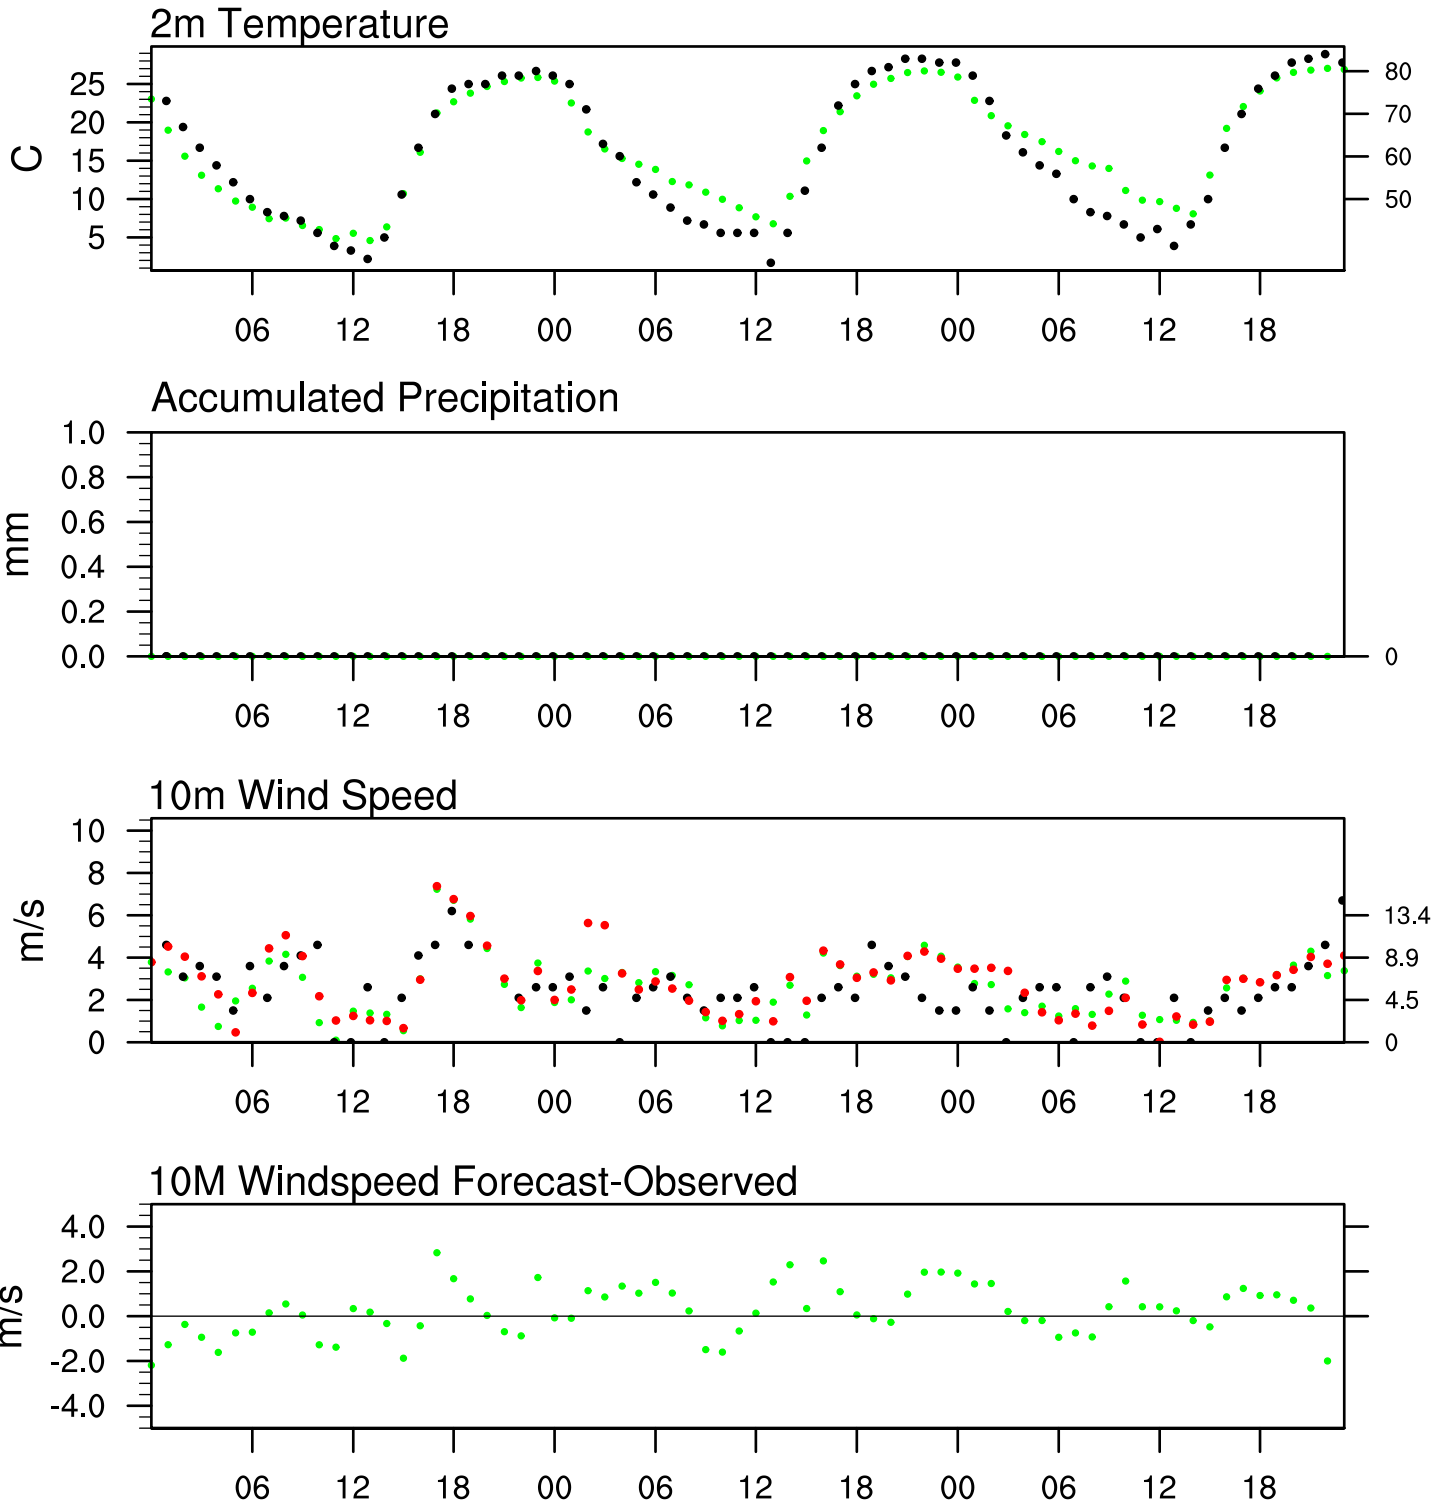 2m Temperature
25
20
15
10
5
C
80
70
60
50
06 12 18 00 06 12 18 00 06 12 18
Accumulated Precipitation
1.0
0.8
0.6
0.4
0.2
0.0
mm
0
06 12 18 00 06 12 18 00 06 12 18
10m Wind Speed
10
8
6
4
2
0
m/s
13.4
8.9
4.5
0
06 12 18 00 06 12 18 00 06 12 18
10M Windspeed Forecast-Observed
4.0
2.0
0.0
-2.0
-4.0
m/s
06 12 18 00 06 12 18 00 06 12 18